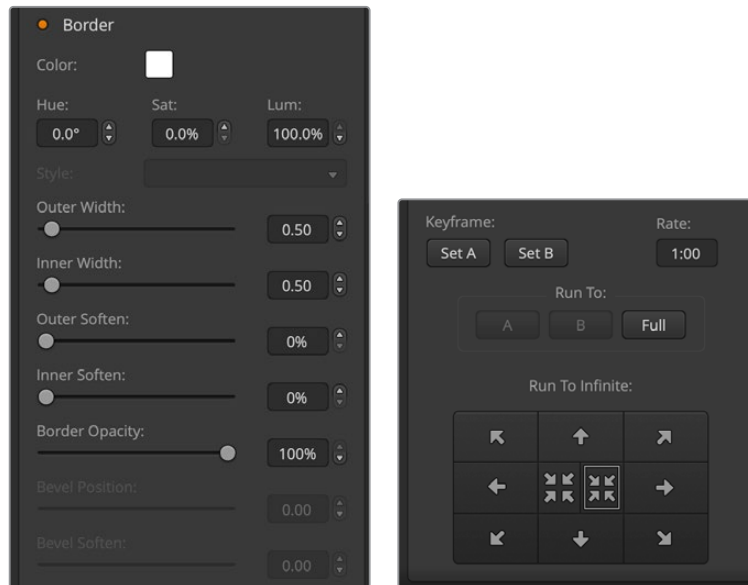 Border
Color:
Hue: Sat: Lum:
0.0° 0.0% 100.0%
Style:
Outer Width:
0.50
Inner Width:
0.50
Outer Soften:
0%
Inner Soften:
0%
Border Opacity:
100%
Bevel Position:
0.00
Bevel Soften:
0.00
Keyframe: Rate:
Set A Set B 1:00
Run To:
A B Full
Run To Infinite: